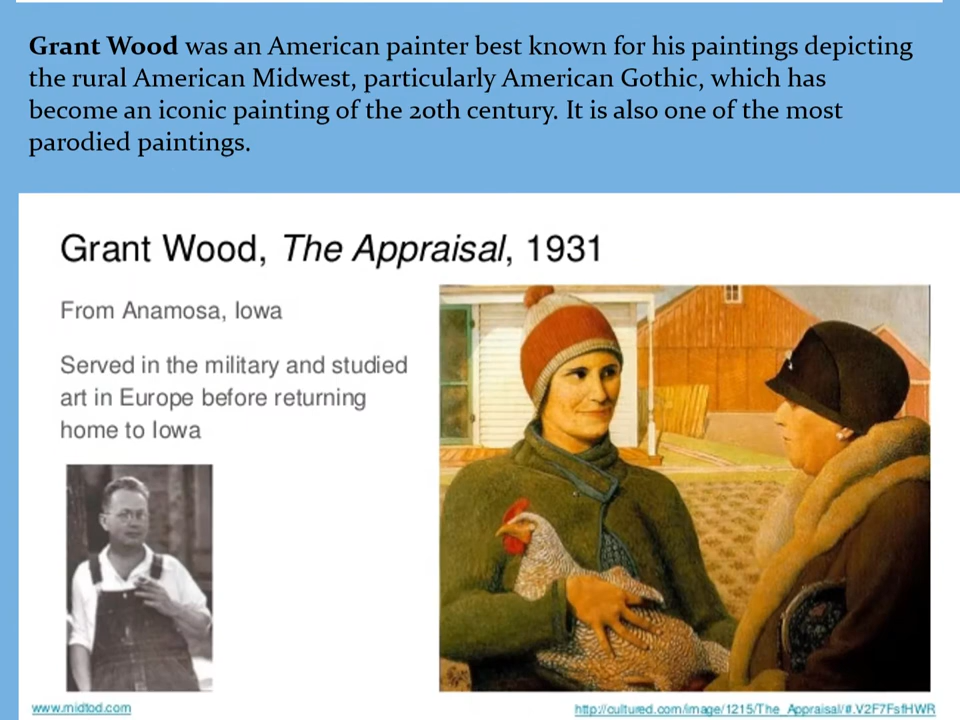 Grant Wood was an American painter best known for his paintings depicting
the rural American Midwest, particularly American Gothic, which has
become an iconic painting of the 20th century. It is also one of the most
parodied paintings.
Grant Wood, The Appraisal, 1931
From Anamosa, Iowa
Served in the military and studied
art in Europe before returning
home to Iowa
www.midtod.com
http://cultured.com/image/1215/The_Appraisal/#.V2F7FsfHWR